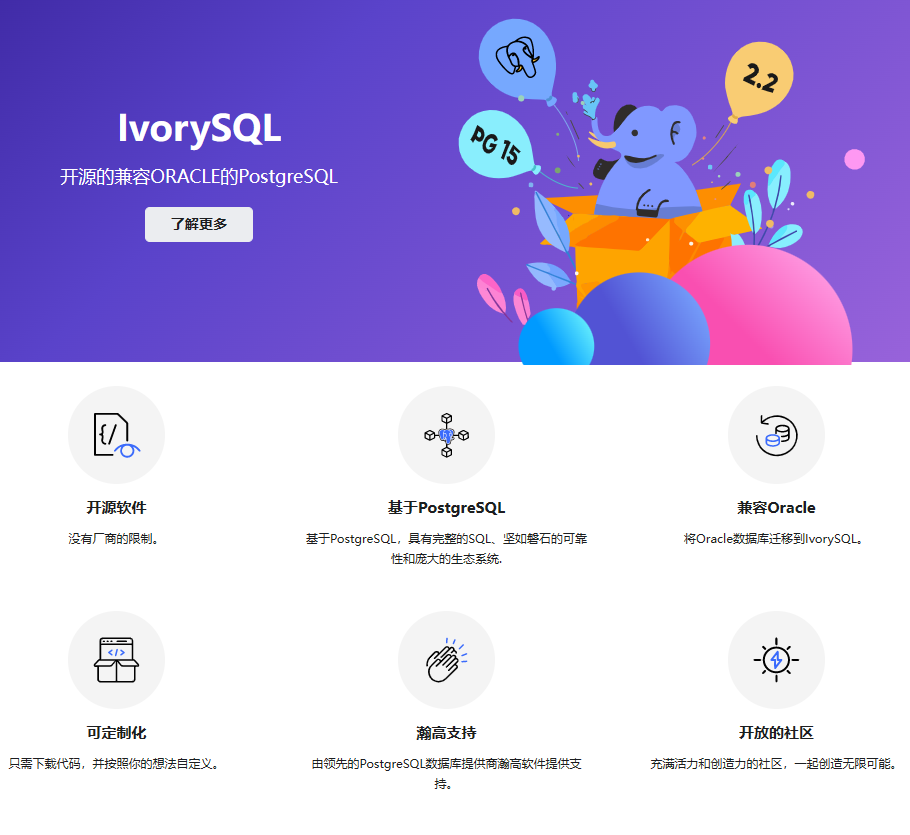 IvorySQL
开源的兼容ORACLE的PostgreSQL
了解更多
PG 15
2.2
开源软件
没有厂商的限制。
基于PostgreSQL
基于PostgreSQL，具有完整的SQL、坚如磐石的可靠
性和庞大的生态系统.
兼容Oracle
将Oracle数据库迁移到IvorySQL。
可定制化
只需下载代码，并按照你的想法自定义。
瀚高支持
由领先的PostgreSQL数据库提供商瀚高软件提供支
持。
开放的社区
充满活力和创造力的社区，一起创造无限可能。